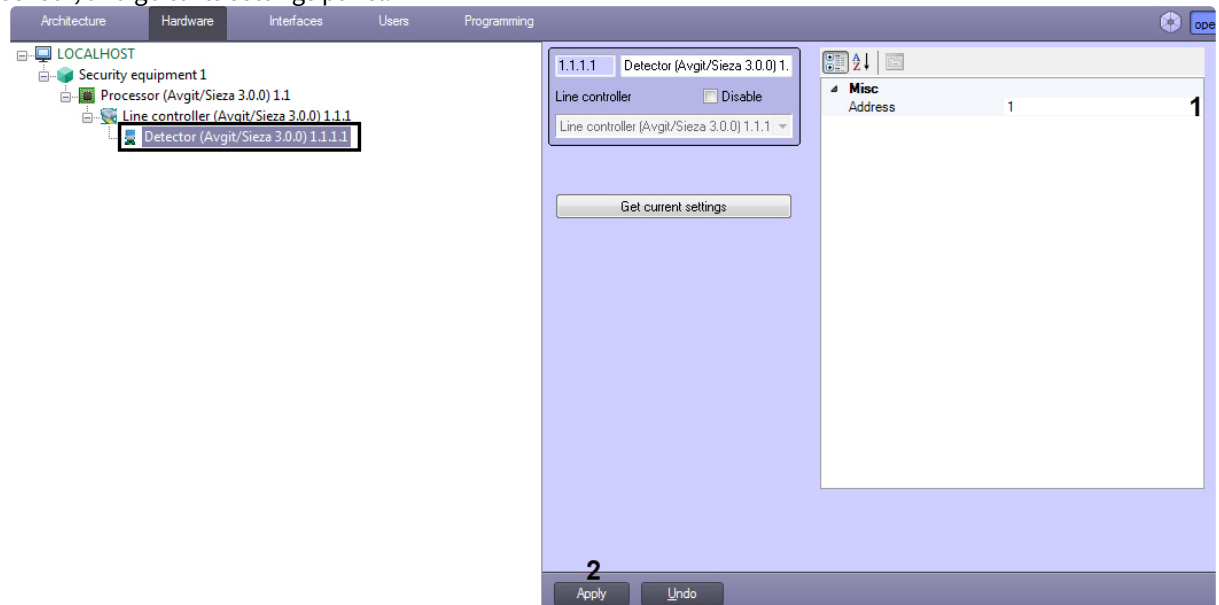 Architecture Hardware Interfaces Users Programming ope
LOCALHOST
Security equipment 1
Processor (Avgit/Sieza 3.0.0) 1.1
Line controller (Avgit/Sieza 3.0.0) 1.1.1
Detector (Avgit/Sieza 3.0.0) 1.1.1.1
1.1.1.1 Detector (Avgit/Sieza 3.0.0) 1.
Line controller Disable
Line controller (Avgit/Sieza 3.0.0) 1.1.1
Get current settings
Misc
Address 1 1
2
Apply Undo